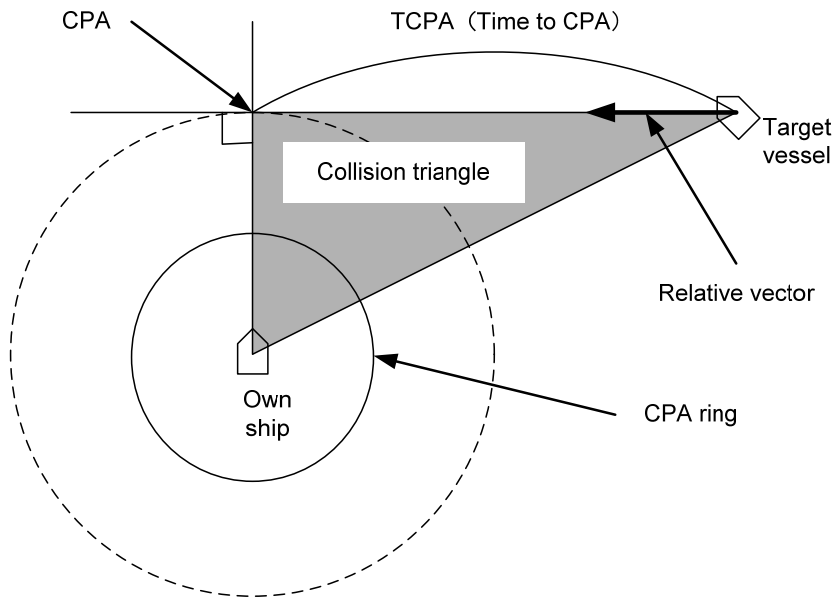 CPA
TCPA（Time to CPA）
Target
vessel
Collision triangle
Relative vector
Own
ship
CPA ring